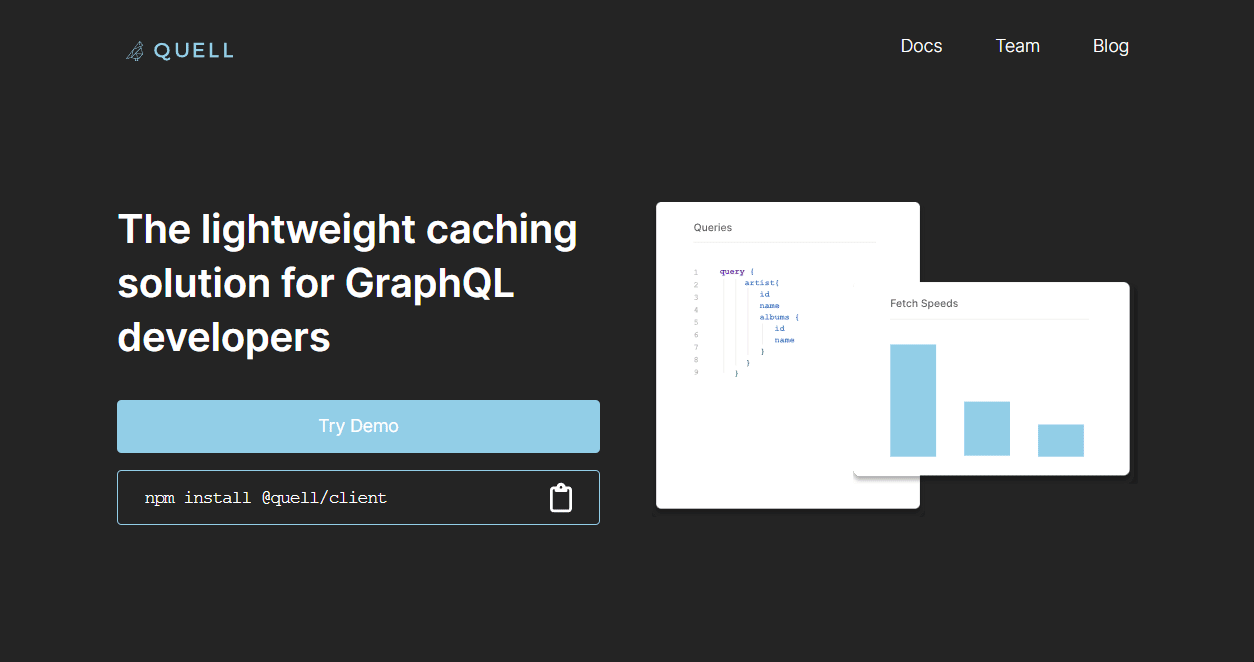 QUELL
Docs
Team
Blog
The lightweight caching
solution for GraphQL
developers
Try Demo
npm install @quell/client
Queries
1 query {
2 artist{
3 id
4 name
5 albums {
6 id
7 name
8 }
9 }
}
Fetch Speeds